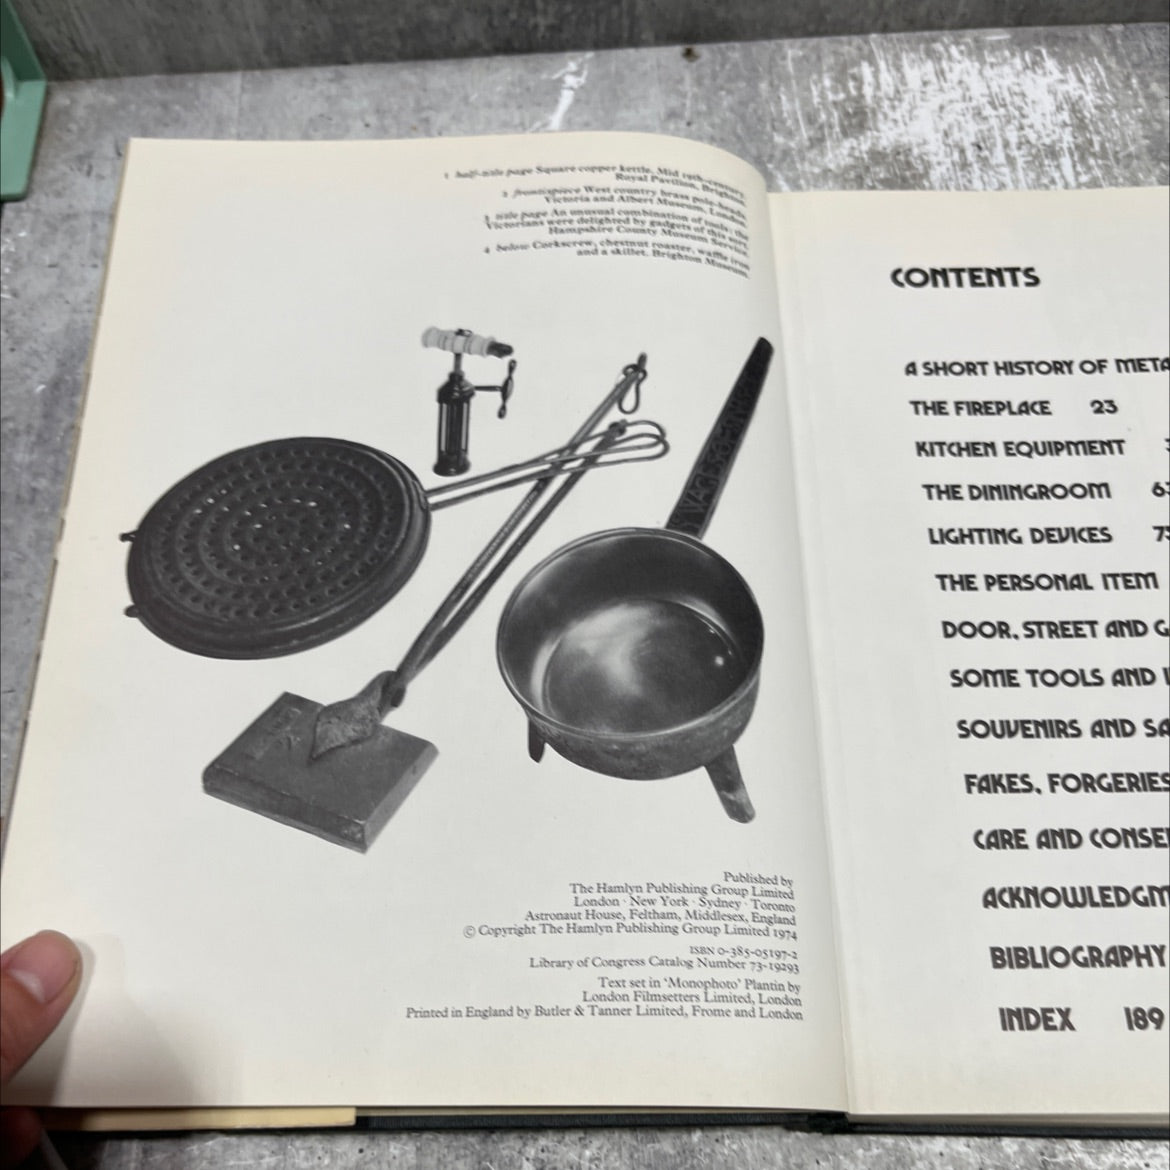 1 half-title page Square copper kettle. Mid 19th-century.
Royal Pavilion, Brighton.
2 frontispiece West country brass pole-heads.
Victoria and Albert Museum, London.
3 title page An unusual combination of tools; the
Victorians were delighted by gadgets of this sort.
Hampshire County Museum Service.
4 below Corkscrew, chestnut roaster, waffle iron
and a skillet. Brighton Museum.
Published by
The Hamlyn Publishing Group Limited
London · New York · Sydney · Toronto
Astronaut House, Feltham, Middlesex, England
© Copyright The Hamlyn Publishing Group Limited 1974
ISBN 0-385-05197-2
Library of Congress Catalog Number 73-19293
Text set in 'Monophoto' Plantin by
London Filmsetters Limited, London
Printed in England by Butler & Tanner Limited, Frome and London
CONTENTS
A SHORT HISTORY OF META
THE FIREPLACE 23
KITCHEN EQUIPMENT
THE DININGROOM
LIGHTING DEVICES
THE PERSONAL ITEM
DOOR, STREET AND G
SOME TOOLS AND
SOUVENIRS AND SA
FAKES, FORGERIES
CARE AND CONSE
ACKNOWLEDGM
BIBLIOGRAPHY
INDEX 189